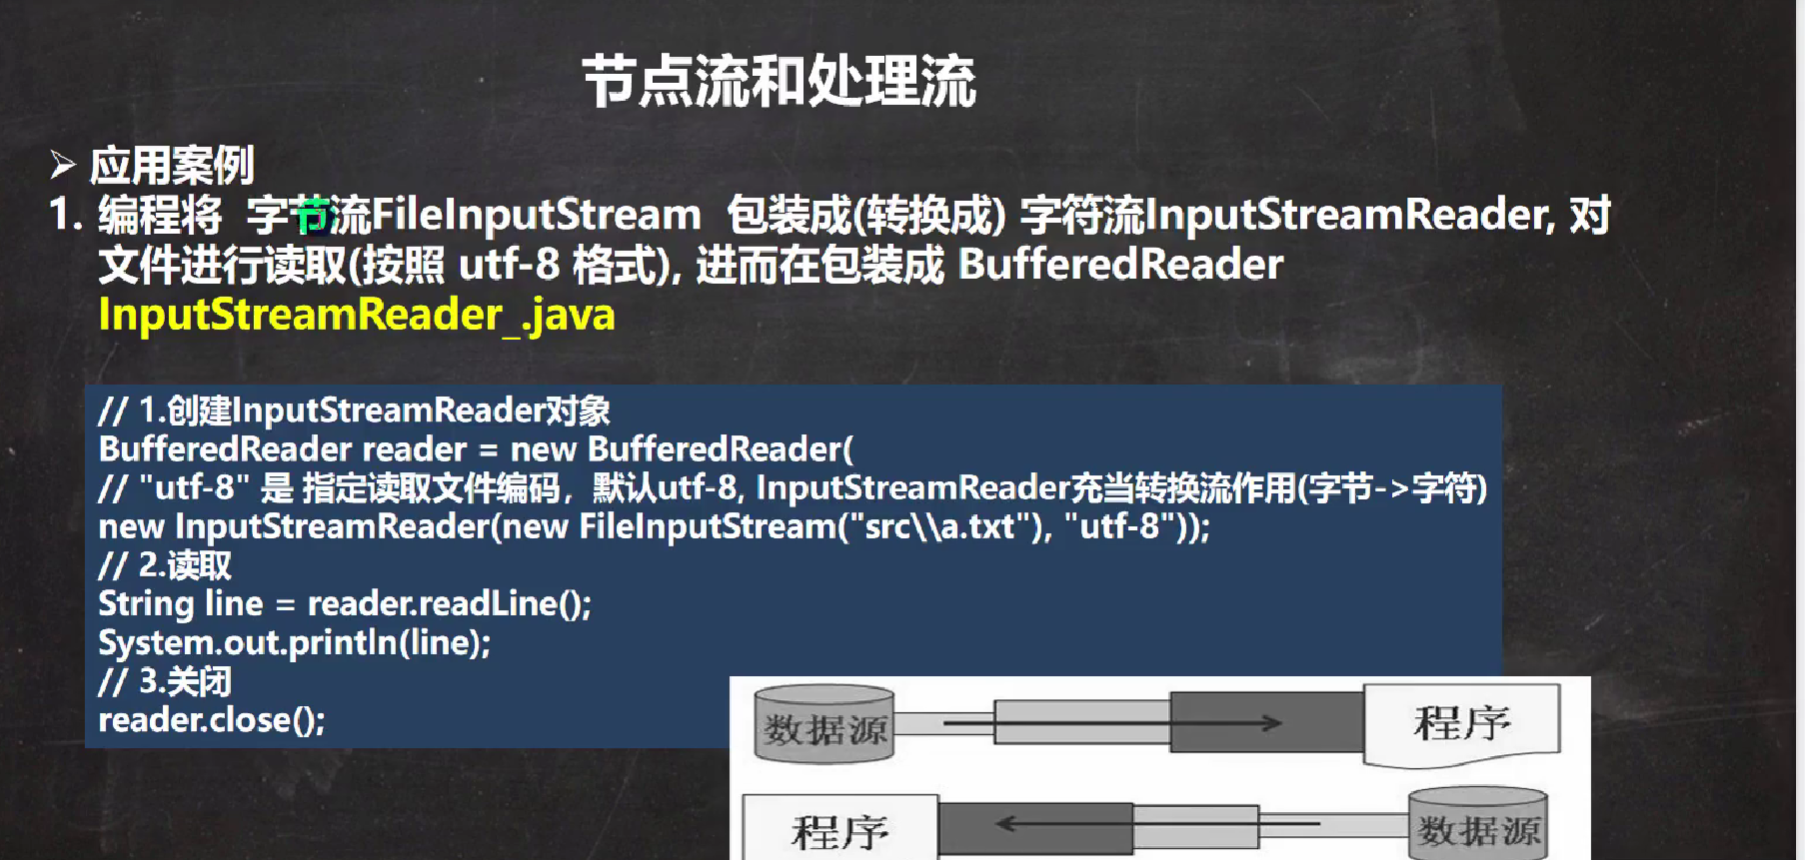 节点流和处理流
➢ 应用案例
1. 编程将 字节流FileInputStream 包装成(转换成) 字符流InputStreamReader, 对
文件进行读取(按照 utf-8 格式), 进而在包装成 BufferedReader
InputStreamReader_.java
// 1.创建InputStreamReader对象
BufferedReader reader = new BufferedReader(
// "utf-8" 是 指定读取文件编码，默认utf-8, InputStreamReader充当转换流作用(字节->字符)
new InputStreamReader(new FileInputStream("src\\a.txt"), "utf-8"));
// 2.读取
String line = reader.readLine();
System.out.println(line);
// 3.关闭
reader.close();
数据源 程序
程序 数据源